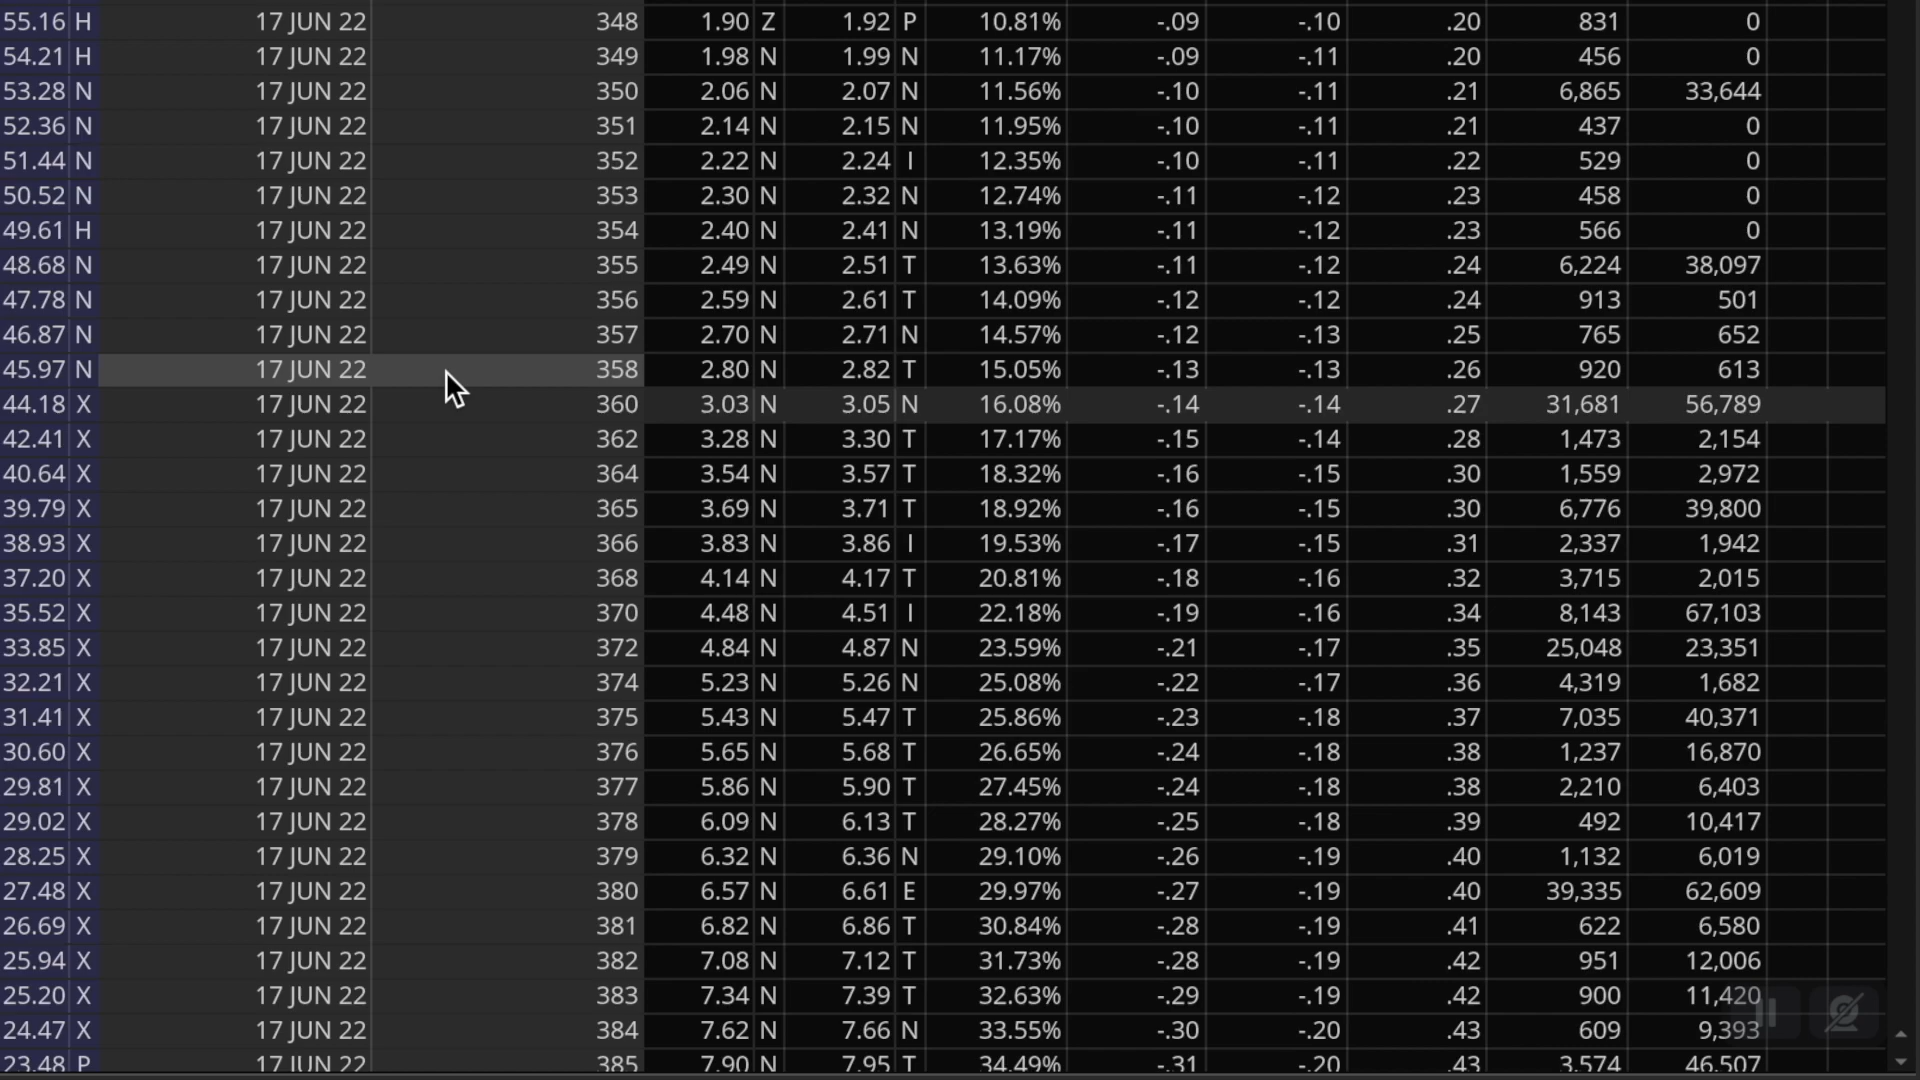 55.16 H 17 JUN 22 348 1.90 Z 1.92 P 10.81% -.09 -.10 .20 831 0
54.21 H 17 JUN 22 349 1.98 N 1.99 N 11.17% -.09 -.11 .20 456 0
53.28 N 17 JUN 22 350 2.06 N 2.07 N 11.56% -.10 -.11 .21 6,865 33,644
52.36 N 17 JUN 22 351 2.14 N 2.15 N 11.95% -.10 -.11 .21 437 0
51.44 N 17 JUN 22 352 2.22 N 2.24 I 12.35% -.10 -.11 .22 529 0
50.52 N 17 JUN 22 353 2.30 N 2.32 N 12.74% -.11 -.12 .23 458 0
49.61 H 17 JUN 22 354 2.40 N 2.41 N 13.19% -.11 -.12 .23 566 0
48.68 N 17 JUN 22 355 2.49 N 2.51 T 13.63% -.11 -.12 .24 6,224 38,097
47.78 N 17 JUN 22 356 2.59 N 2.61 T 14.09% -.12 -.12 .24 913 501
46.87 N 17 JUN 22 357 2.70 N 2.71 N 14.57% -.12 -.13 .25 765 652
45.97 N 17 JUN 22 358 2.80 N 2.82 T 15.05% -.13 -.13 .26 920 613
44.18 X 17 JUN 22 360 3.03 N 3.05 N 16.08% -.14 -.14 .27 31,681 56,789
42.41 X 17 JUN 22 362 3.28 N 3.30 T 17.17% -.15 -.14 .28 1,473 2,154
40.64 X 17 JUN 22 364 3.54 N 3.57 T 18.32% -.16 -.15 .30 1,559 2,972
39.79 X 17 JUN 22 365 3.69 N 3.71 T 18.92% -.16 -.15 .30 6,776 39,800
38.93 X 17 JUN 22 366 3.83 N 3.86 I 19.53% -.17 -.15 .31 2,337 1,942
37.20 X 17 JUN 22 368 4.14 N 4.17 T 20.81% -.18 -.16 .32 3,715 2,015
35.52 X 17 JUN 22 370 4.48 N 4.51 I 22.18% -.19 -.16 .34 8,143 67,103
33.85 X 17 JUN 22 372 4.84 N 4.87 N 23.59% -.21 -.17 .35 25,048 23,351
32.21 X 17 JUN 22 374 5.23 N 5.26 N 25.08% -.22 -.17 .36 4,319 1,682
31.41 X 17 JUN 22 375 5.43 N 5.47 T 25.86% -.23 -.18 .37 7,035 40,371
30.60 X 17 JUN 22 376 5.65 N 5.68 T 26.65% -.24 -.18 .38 1,237 16,870
29.81 X 17 JUN 22 377 5.86 N 5.90 T 27.45% -.24 -.18 .38 2,210 6,403
29.02 X 17 JUN 22 378 6.09 N 6.13 T 28.27% -.25 -.18 .39 492 10,417
28.25 X 17 JUN 22 379 6.32 N 6.36 N 29.10% -.26 -.19 .40 1,132 6,019
27.48 X 17 JUN 22 380 6.57 N 6.61 E 29.97% -.27 -.19 .40 39,335 62,609
26.69 X 17 JUN 22 381 6.82 N 6.86 T 30.84% -.28 -.19 .41 622 6,580
25.94 X 17 JUN 22 382 7.08 N 7.12 T 31.73% -.28 -.19 .42 951 12,006
25.20 X 17 JUN 22 383 7.34 N 7.39 T 32.63% -.29 -.19 .42 900 11,420
24.47 X 17 JUN 22 384 7.62 N 7.66 N 33.55% -.30 -.20 .43 609 9,393
23.48 P 17 JUN 22 385 7.90 N 7.95 T 34.49% -.31 -.20 .43 3,574 46,507